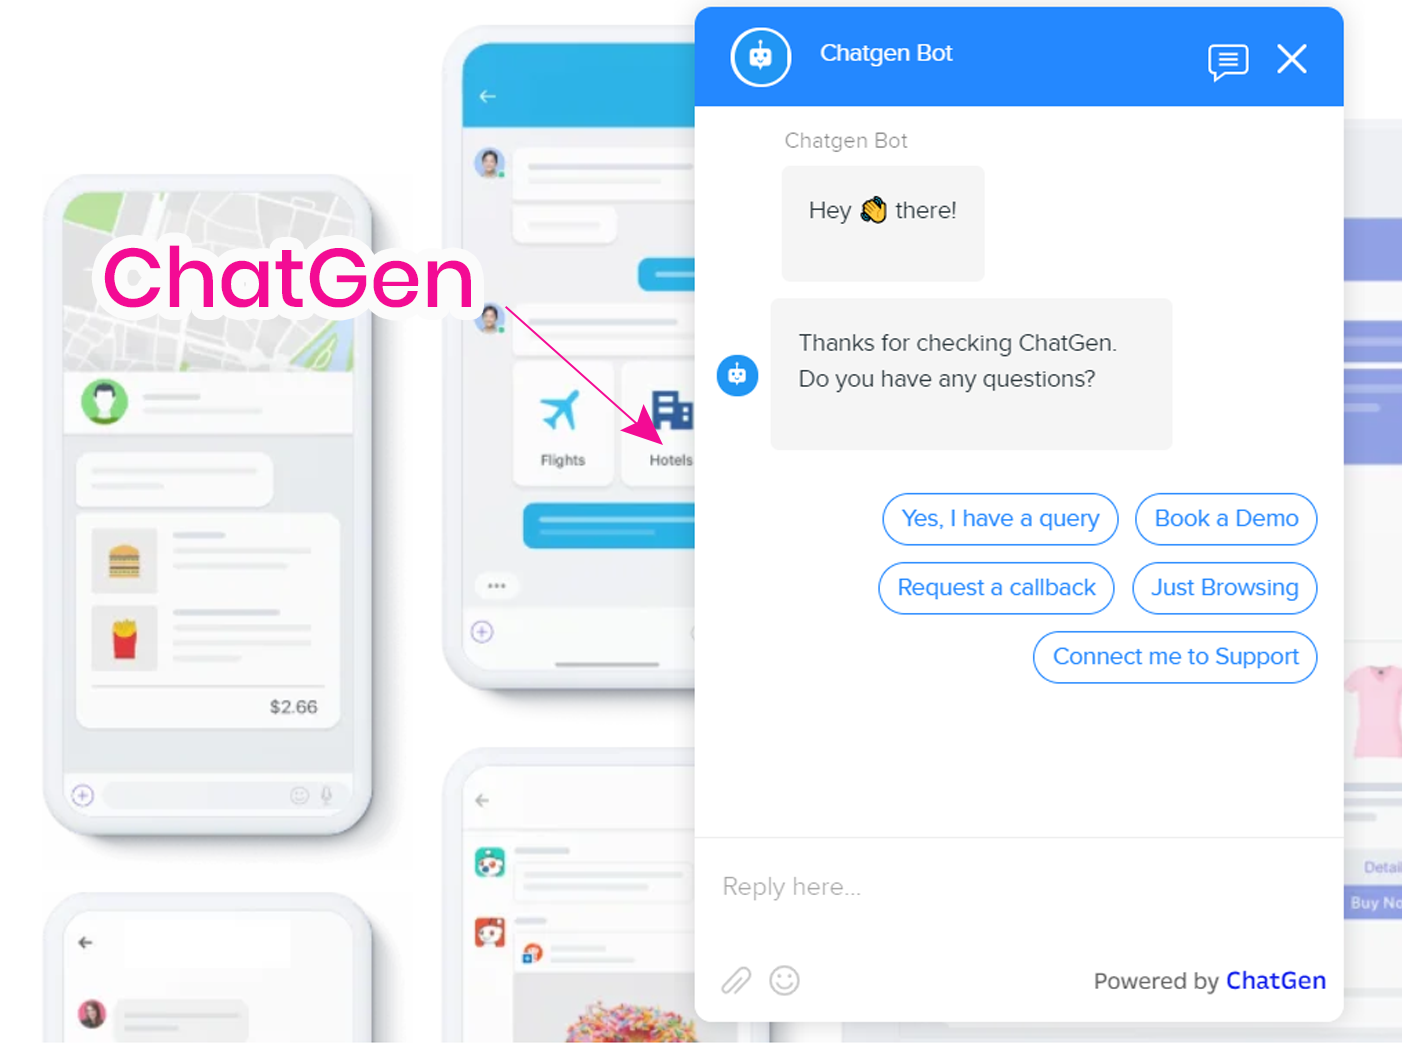 Chatgen Bot
Chatgen Bot
Hey 👋 there!
ChatGen
Thanks for checking ChatGen.
Do you have any questions?
Flights
Hotels
Yes, I have a query
Book a Demo
Request a callback
Just Browsing
Connect me to Support
$2.66
Reply here...
Detai
Buy No
Powered by ChatGen